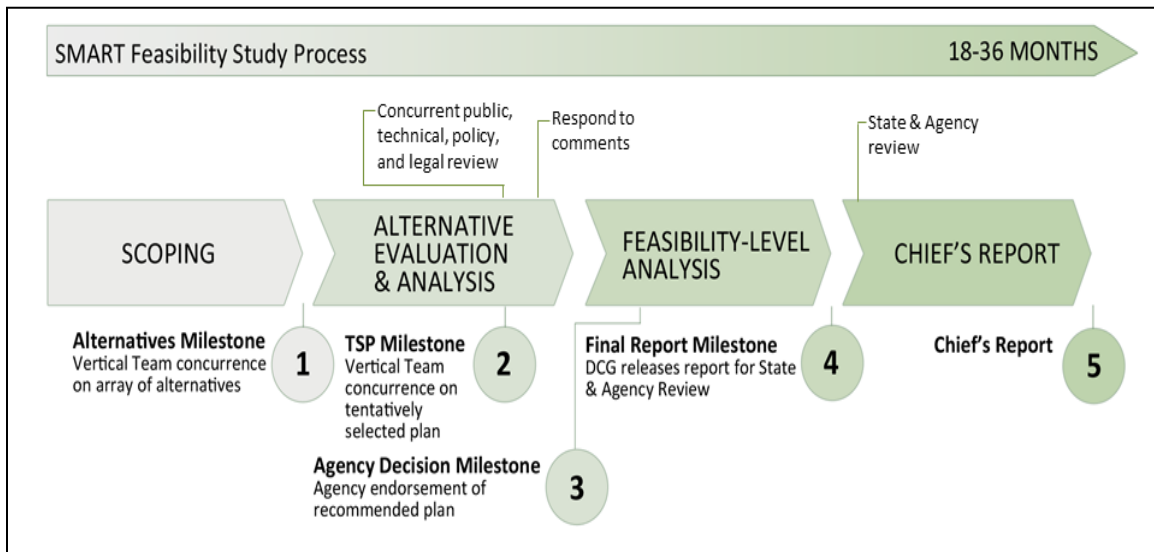 SMART Feasibility Study Process
18-36 MONTHS
Concurrent public,
technical, policy,
and legal review
Respond to
comments
State & Agency
review
SCOPING
ALTERNATIVE
EVALUATION
& ANALYSIS
FEASIBILITY-LEVEL
ANALYSIS
CHIEF'S REPORT
Alternatives Milestone
Vertical Team concurrence
on array of alternatives
1
TSP Milestone
Vertical Team
concurrence on
tentatively
selected plan
2
Agency Decision Milestone
Agency endorsement of
recommended plan
3
Final Report Milestone
DCG releases report for State
& Agency Review
4
Chief's Report
5